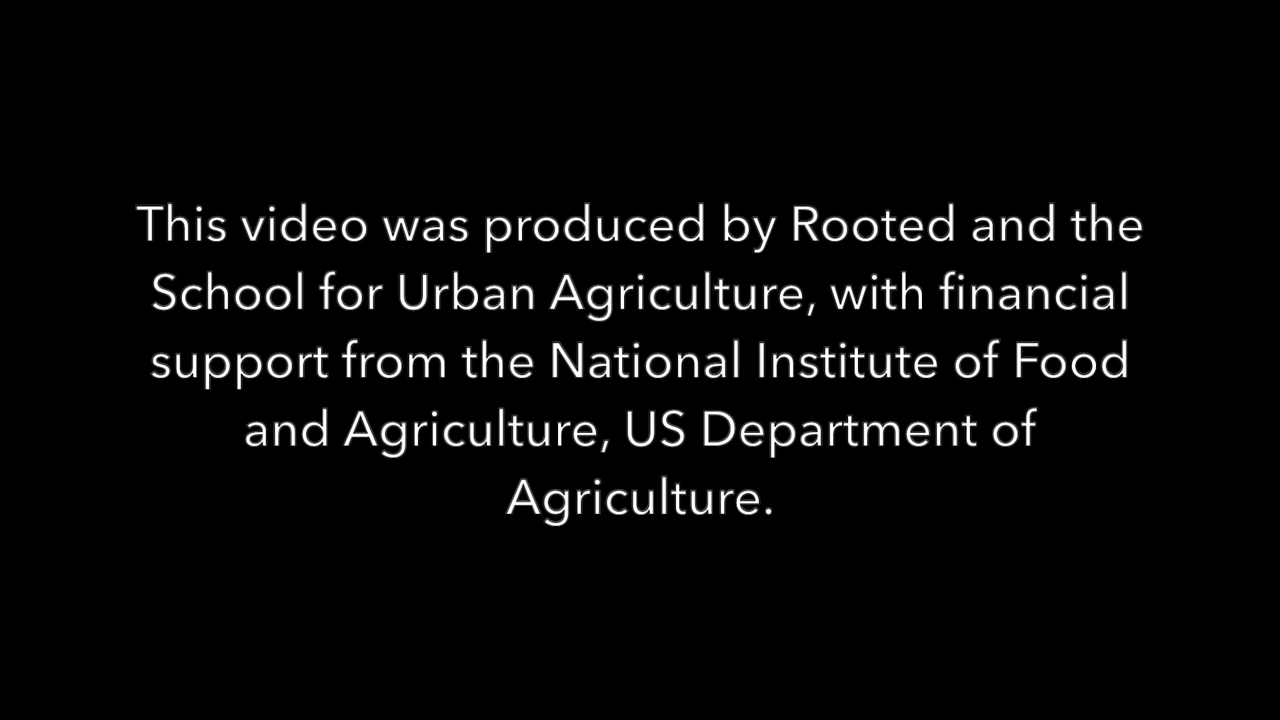 This video was produced by Rooted and the
School for Urban Agriculture, with financial
support from the National Institute of Food
and Agriculture, US Department of
Agriculture.